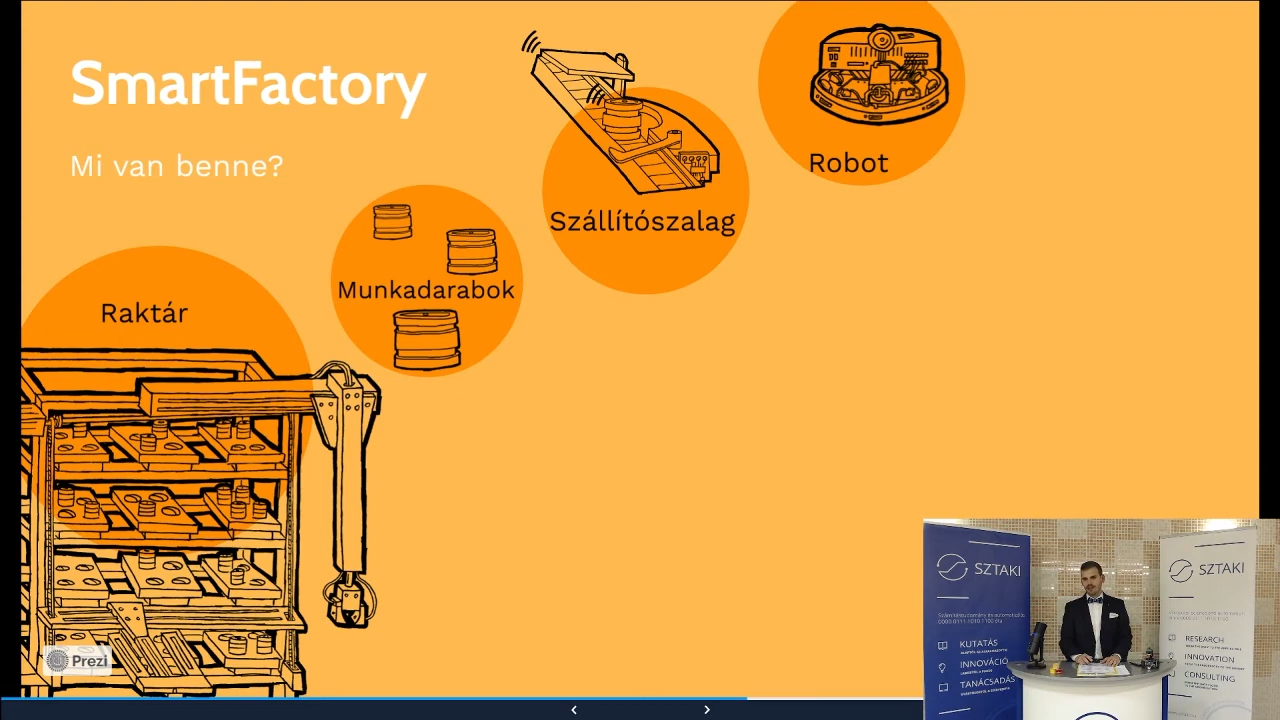 SmartFactory
Mi van benne?
Robot
Szállítószalag
Munkadarabok
Raktár
Prezi
SZTAKI
KUTATÁS
INNOVÁCIÓ
TANÁCSADÁS
SZTAKI
RESEARCH
INNOVATION
CONSULTING